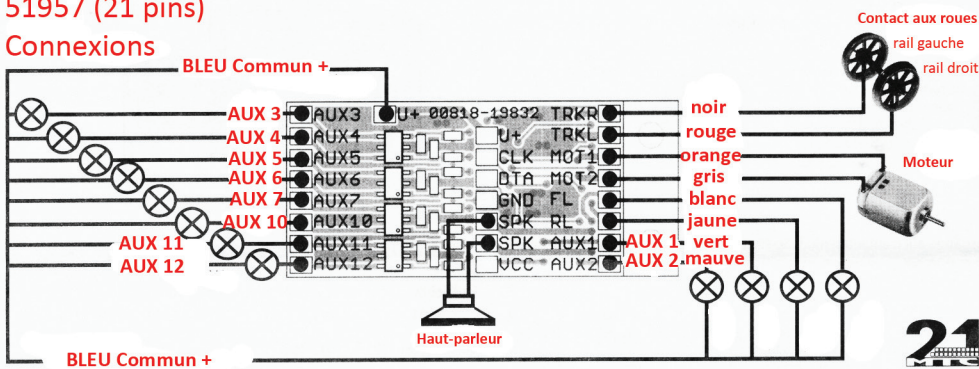 51957 (21 pins)
Connexions
BLEU Commun +
Contact aux roues
rail gauche
rail droit
AUX 3
AUX 4
AUX 5
AUX 6
AUX 7
AUX 10
AUX 11
AUX 12
AUX3
U+ 00818-19832 TRKR
AUX4
U+ TRKL
AUX5
CLK MOT1
AUX6
DTA MOT2
AUX7
GND FL
AUX10
SPK RL
AUX11
SPK AUX1
AUX12
VCC AUX2
noir
rouge
orange
gris
blanc
jaune
AUX 1 vert
AUX 2 mauve
Moteur
Haut-parleur
BLEU Commun +
21
MTC